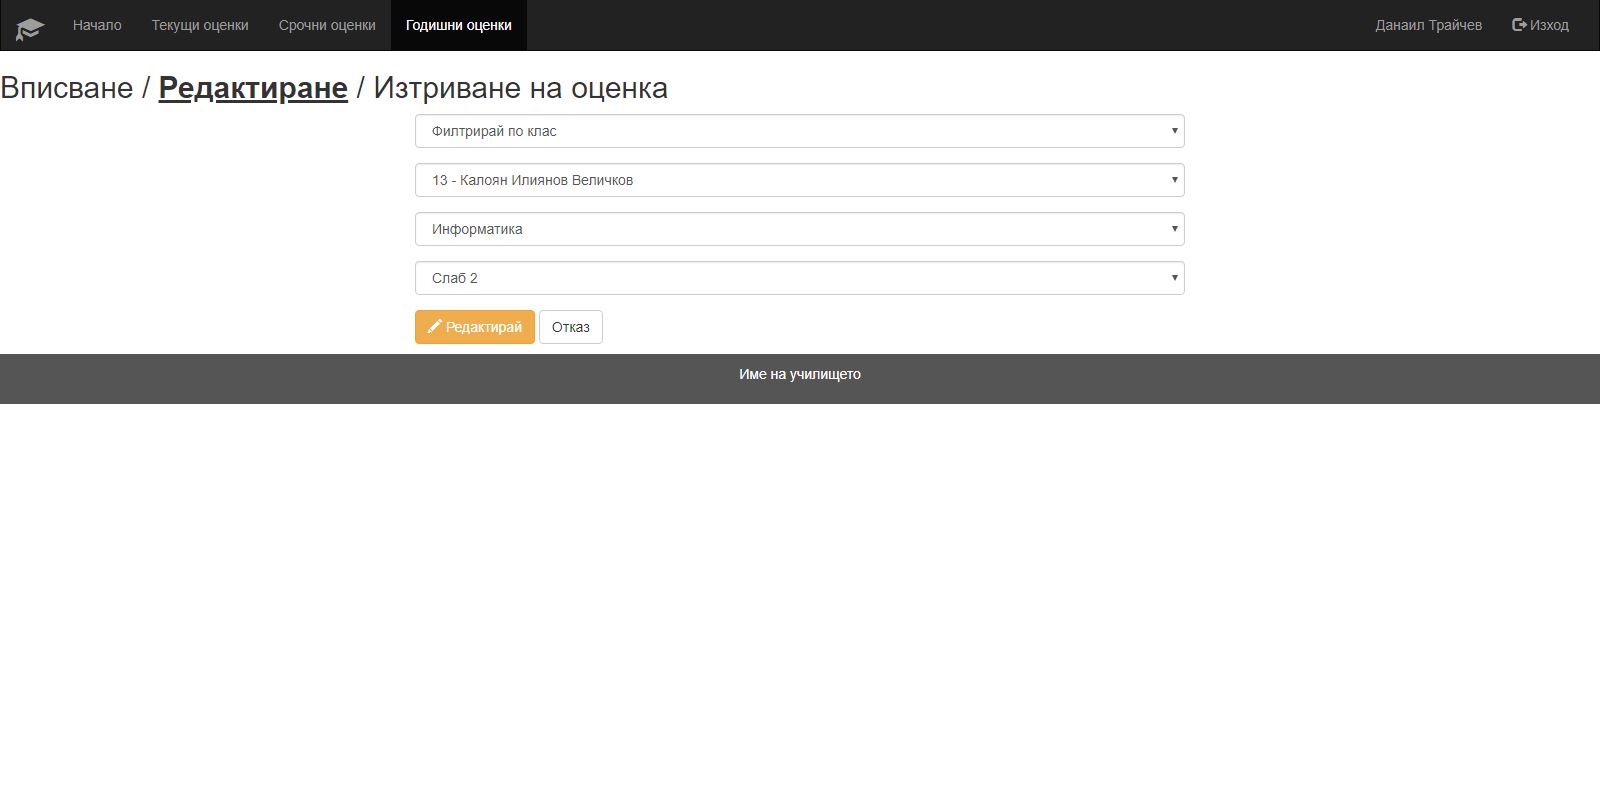 Начало Текущи оценки Срочни оценки Годишни оценки Данаил Трайчев Изход
Вписване / Редактиране / Изтриване на оценка
Филтрирай по клас
13 - Калоян Илиянов Величков
Информатика
Слаб 2
Редактирай Отказ
Име на училището